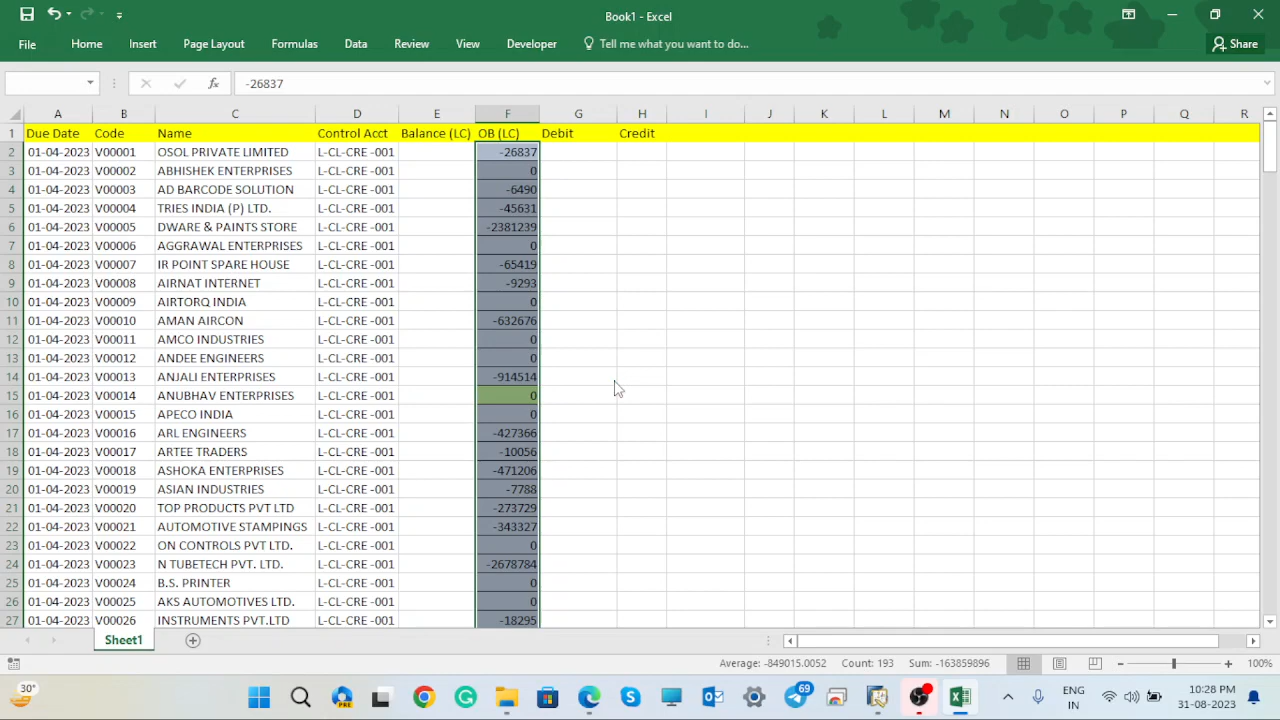 Book1 - Excel
File Home Insert Page Layout Formulas Data Review View Developer Tell me what you want to do... Share
fx -26837
A B C D E F G H I J K L M N O P Q R
1 Due Date Code Name Control Acct Balance (LC) OB (LC) Debit Credit
2 01-04-2023 V00001 OSOL PRIVATE LIMITED L-CL-CRE -001 -26837
3 01-04-2023 V00002 ABHISHEK ENTERPRISES L-CL-CRE -001 0
4 01-04-2023 V00003 AD BARCODE SOLUTION L-CL-CRE -001 -6490
5 01-04-2023 V00004 TRIES INDIA (P) LTD. L-CL-CRE -001 -45631
6 01-04-2023 V00005 DWARE & PAINTS STORE L-CL-CRE -001 -2381239
7 01-04-2023 V00006 AGGRAWAL ENTERPRISES L-CL-CRE -001 0
8 01-04-2023 V00007 IR POINT SPARE HOUSE L-CL-CRE -001 -65419
9 01-04-2023 V00008 AIRNAT INTERNET L-CL-CRE -001 -9293
10 01-04-2023 V00009 AIRTORQ INDIA L-CL-CRE -001 0
11 01-04-2023 V00010 AMAN AIRCON L-CL-CRE -001 -632676
12 01-04-2023 V00011 AMCO INDUSTRIES L-CL-CRE -001 0
13 01-04-2023 V00012 ANDEE ENGINEERS L-CL-CRE -001 0
14 01-04-2023 V00013 ANJALI ENTERPRISES L-CL-CRE -001 -914514
15 01-04-2023 V00014 ANUBHAV ENTERPRISES L-CL-CRE -001 0
16 01-04-2023 V00015 APECO INDIA L-CL-CRE -001 0
17 01-04-2023 V00016 ARL ENGINEERS L-CL-CRE -001 -427366
18 01-04-2023 V00017 ARTEE TRADERS L-CL-CRE -001 -10056
19 01-04-2023 V00018 ASHOKA ENTERPRISES L-CL-CRE -001 -471206
20 01-04-2023 V00019 ASIAN INDUSTRIES L-CL-CRE -001 -7788
21 01-04-2023 V00020 TOP PRODUCTS PVT LTD L-CL-CRE -001 -273729
22 01-04-2023 V00021 AUTOMOTIVE STAMPINGS L-CL-CRE -001 -343327
23 01-04-2023 V00022 ON CONTROLS PVT LTD. L-CL-CRE -001 0
24 01-04-2023 V00023 N TUBETECH PVT. LTD. L-CL-CRE -001 -2678784
25 01-04-2023 V00024 B.S. PRINTER L-CL-CRE -001 0
26 01-04-2023 V00025 AKS AUTOMOTIVES LTD. L-CL-CRE -001 0
27 01-04-2023 V00026 INSTRUMENTS PVT.LTD L-CL-CRE -001 -18295
Sheet1
Average: -849015.0052 Count: 193 Sum: -163859896 100%
30° PRE 69 ENG 10:28 PM
IN 31-08-2023